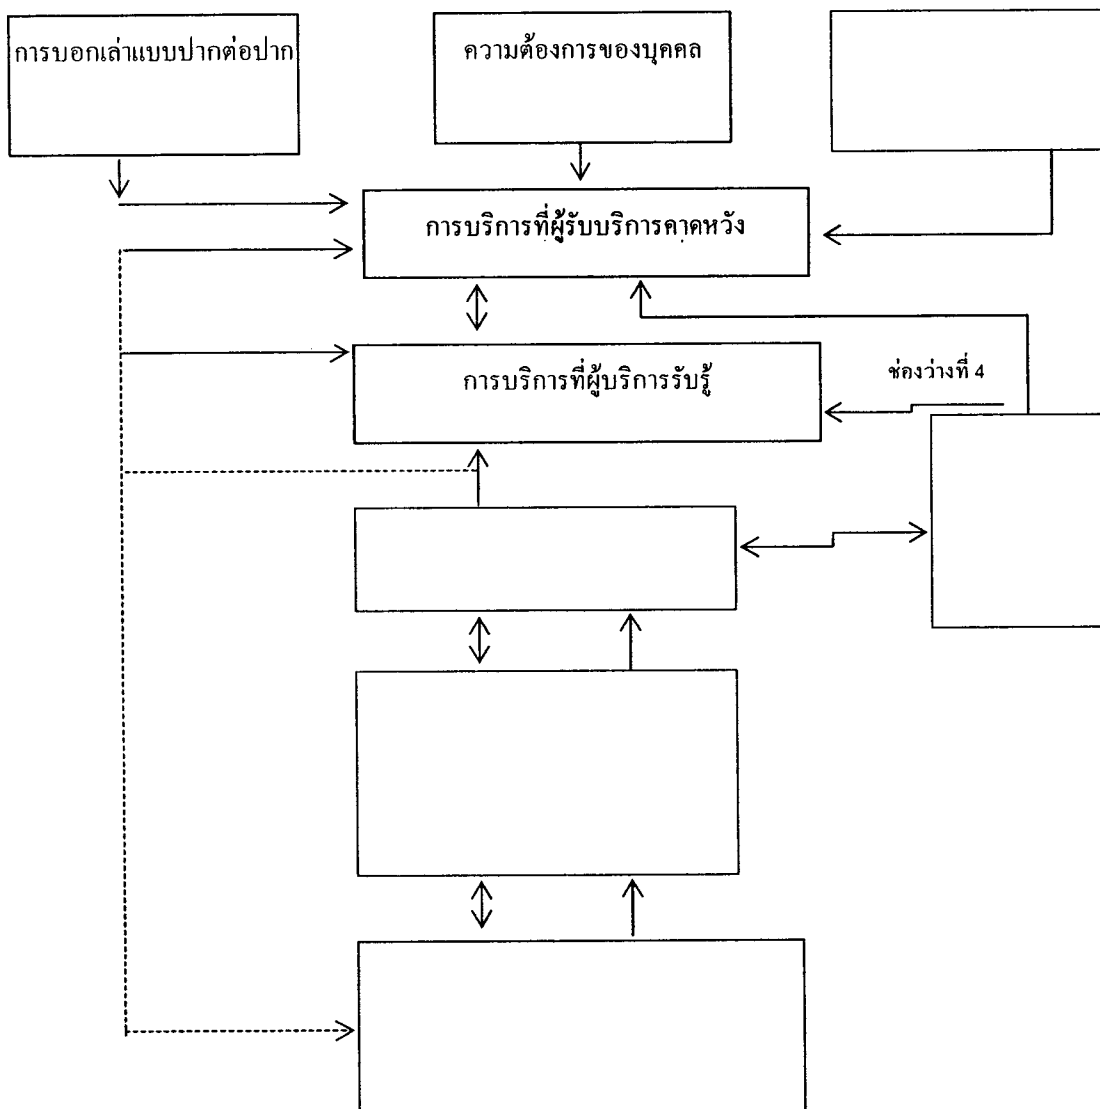 การบอกเล่าแบบปากต่อปาก
ความต้องการของบุคคล
การบริการที่ผู้รับบริการคาดหวัง
การบริการที่ผู้บริการรับรู้
ช่องว่างที่ 4